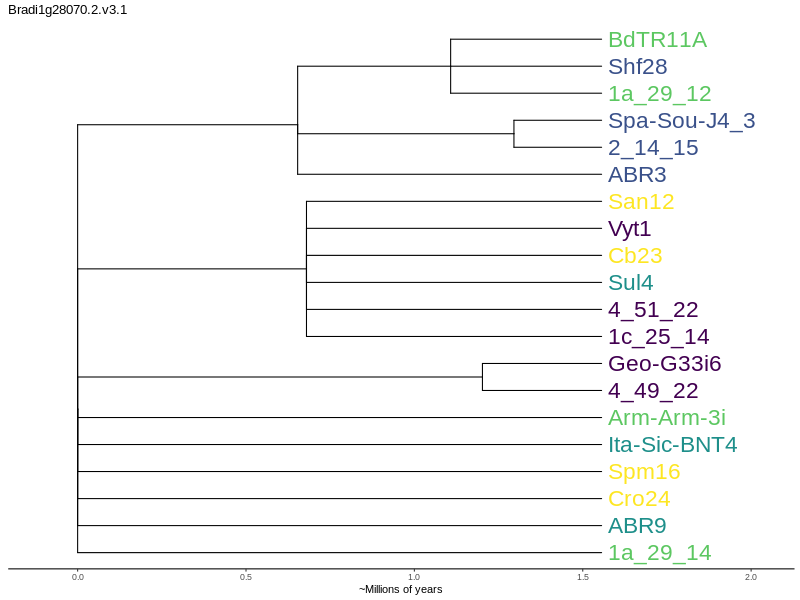 Bradi1g28070.2.v3.1
BdTR11A
Shf28
1a_29_12
Spa-Sou-J4_3
2_14_15
ABR3
San12
Vyt1
Cb23
Sul4
4_51_22
1c_25_14
Geo-G33i6
4_49_22
Arm-Arm-3i
Ita-Sic-BNT4
Spm16
Cro24
ABR9
1a_29_14
0.0 0.5 1.0 1.5 2.0
~Millions of years